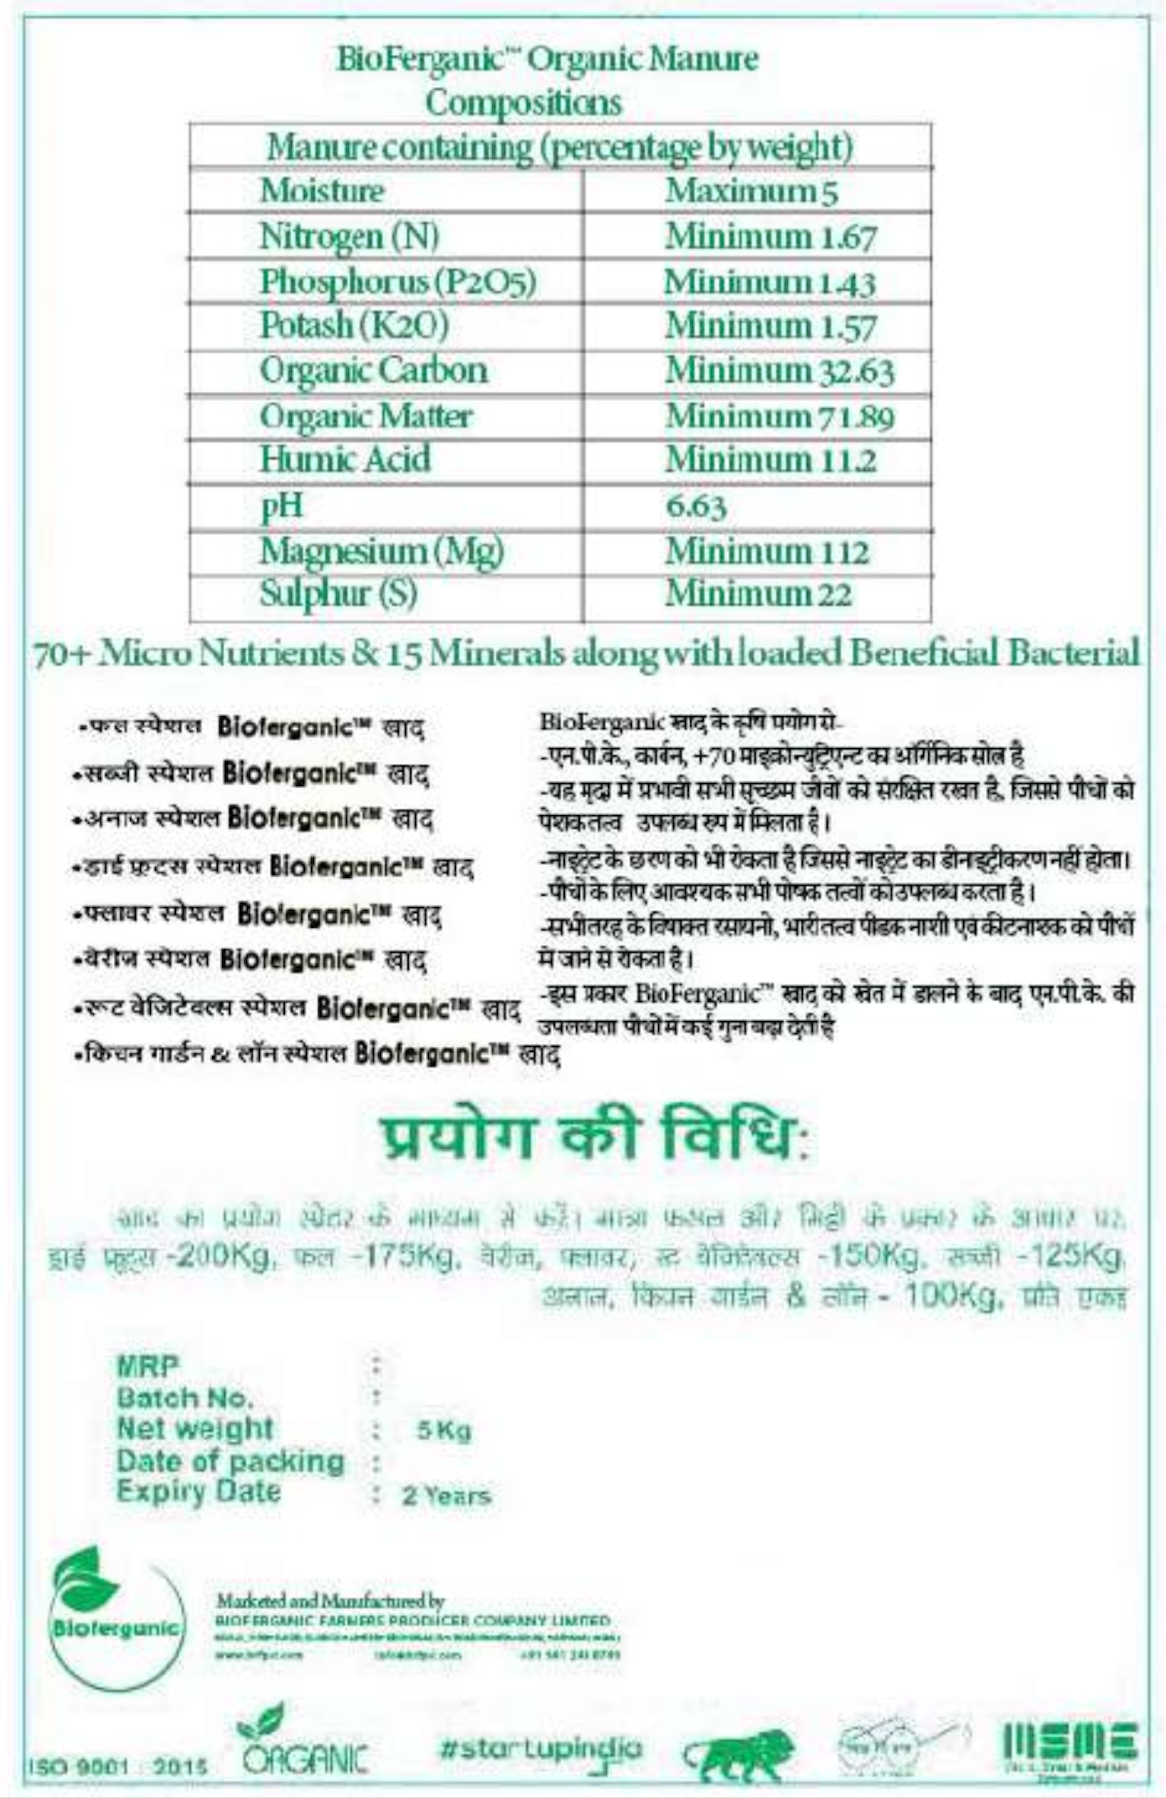 BioFerganic™ Organic Manure
Compositions
Manure containing (percentage by weight)
Moisture Maximum 5
Nitrogen (N) Minimum 1.67
Phosphorus (P2O5) Minimum 1.43
Potash (K2O) Minimum 1.57
Organic Carbon Minimum 32.63
Organic Matter Minimum 71.89
Humic Acid Minimum 11.2
pH 6.63
Magnesium (Mg) Minimum 112
Sulphur (S) Minimum 22
70+ Micro Nutrients & 15 Minerals along with loaded Beneficial Bacterial
•फल स्पेशल Bioferganic™ खाद
•सब्जी स्पेशल Bioferganic™ खाद
•अनाज स्पेशल Bioferganic™ खाद
•डाई फ्रूटस स्पेशल Bioferganic™ खाद
•फ्लावर स्पेशल Bioferganic™ खाद
•वेरीज स्पेशल Bioferganic™ खाद
•रूट वेजिटेवल्स स्पेशल Bioferganic™ खाद
•किचन गार्डन & लॉन स्पेशल Bioferganic™ खाद
BioFerganic खाद के कृषि प्रयोग से-
-एन.पी.के., कार्बन, +70 माइक्रोन्युट्रिएन्ट का ऑर्गेनिक स्रोत है
-यह मृदा में प्रभावी सभी सूच्छम जीवों को संरक्षित रखत है, जिससे पौधों को
पेशकतत्व उपलब्ध रूप में मिलता है।
-नाइट्रेट के छरण को भी रोकता है जिससे नाइट्रेट का डीनाइट्रीकरण नहीं होता।
-पौधों के लिए आवश्यक सभी पोषक तत्वों को उपलब्ध करता है।
-सभीतरह के विषाक्त रसायनो, भारीतत्व पीडक नाशी एवं कीटनाशक को पौधों
में जाने से रोकता है।
-इस प्रकार BioFerganic™ खाद को खेत में डालने के बाद एन.पी.के. की
उपलब्धता पौधों में कई गुना बढ़ा देती है
प्रयोग की विधि:
खाद का प्रयोग के माध्यम से करें। मात्रा फसल और मिट्टी के प्रकार के आधार पर,
ड्राई फ्रूट्स -200Kg, फल -175Kg, वेरीज, फ्लावर, रूट वेजिटेवल्स -150Kg, सब्जी -125Kg,
अनाज, किचन गार्डन & लॉन - 100Kg, प्रति एकड
MRP :
Batch No. :
Net weight : 5 Kg
Date of packing :
Expiry Date : 2 Years
Bioferganic
Marketed and Manufactured by
BIOFERGANIC FARMERS PRODUCER COMPANY LIMITED
ISO 9001 : 2015
ORGANIC
#startupindia
MSME